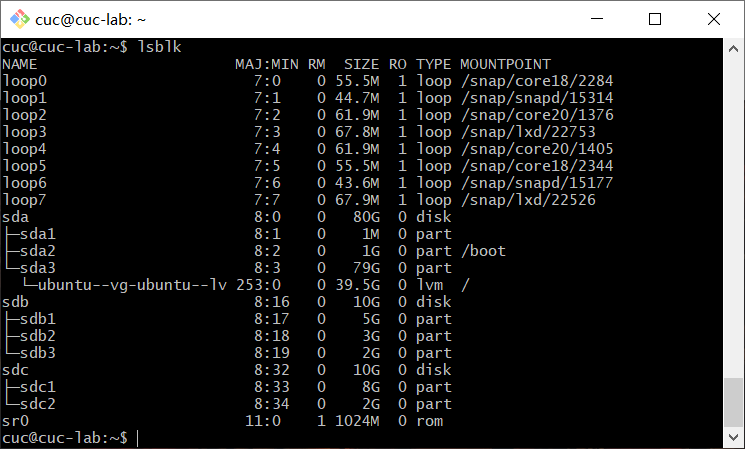 cuc@cuc-lab: ~
cuc@cuc-lab:~$ lsblk
NAME                      MAJ:MIN RM  SIZE RO TYPE MOUNTPOINT
loop0                       7:0    0 55.5M  1 loop /snap/core18/2284
loop1                       7:1    0 44.7M  1 loop /snap/snapd/15314
loop2                       7:2    0 61.9M  1 loop /snap/core20/1376
loop3                       7:3    0 67.8M  1 loop /snap/lxd/22753
loop4                       7:4    0 61.9M  1 loop /snap/core20/1405
loop5                       7:5    0 55.5M  1 loop /snap/core18/2344
loop6                       7:6    0 43.6M  1 loop /snap/snapd/15177
loop7                       7:7    0 67.9M  1 loop /snap/lxd/22526
sda                         8:0    0   80G  0 disk
├─sda1                      8:1    0    1M  0 part
├─sda2                      8:2    0    1G  0 part /boot
└─sda3                      8:3    0   79G  0 part
  └─ubuntu--vg-ubuntu--lv 253:0    0 39.5G  0 lvm  /
sdb                         8:16   0   10G  0 disk
├─sdb1                      8:17   0    5G  0 part
├─sdb2                      8:18   0    3G  0 part
└─sdb3                      8:19   0    2G  0 part
sdc                         8:32   0   10G  0 disk
├─sdc1                      8:33   0    8G  0 part
└─sdc2                      8:34   0    2G  0 part
sr0                        11:0    1 1024M  0 rom
cuc@cuc-lab:~$